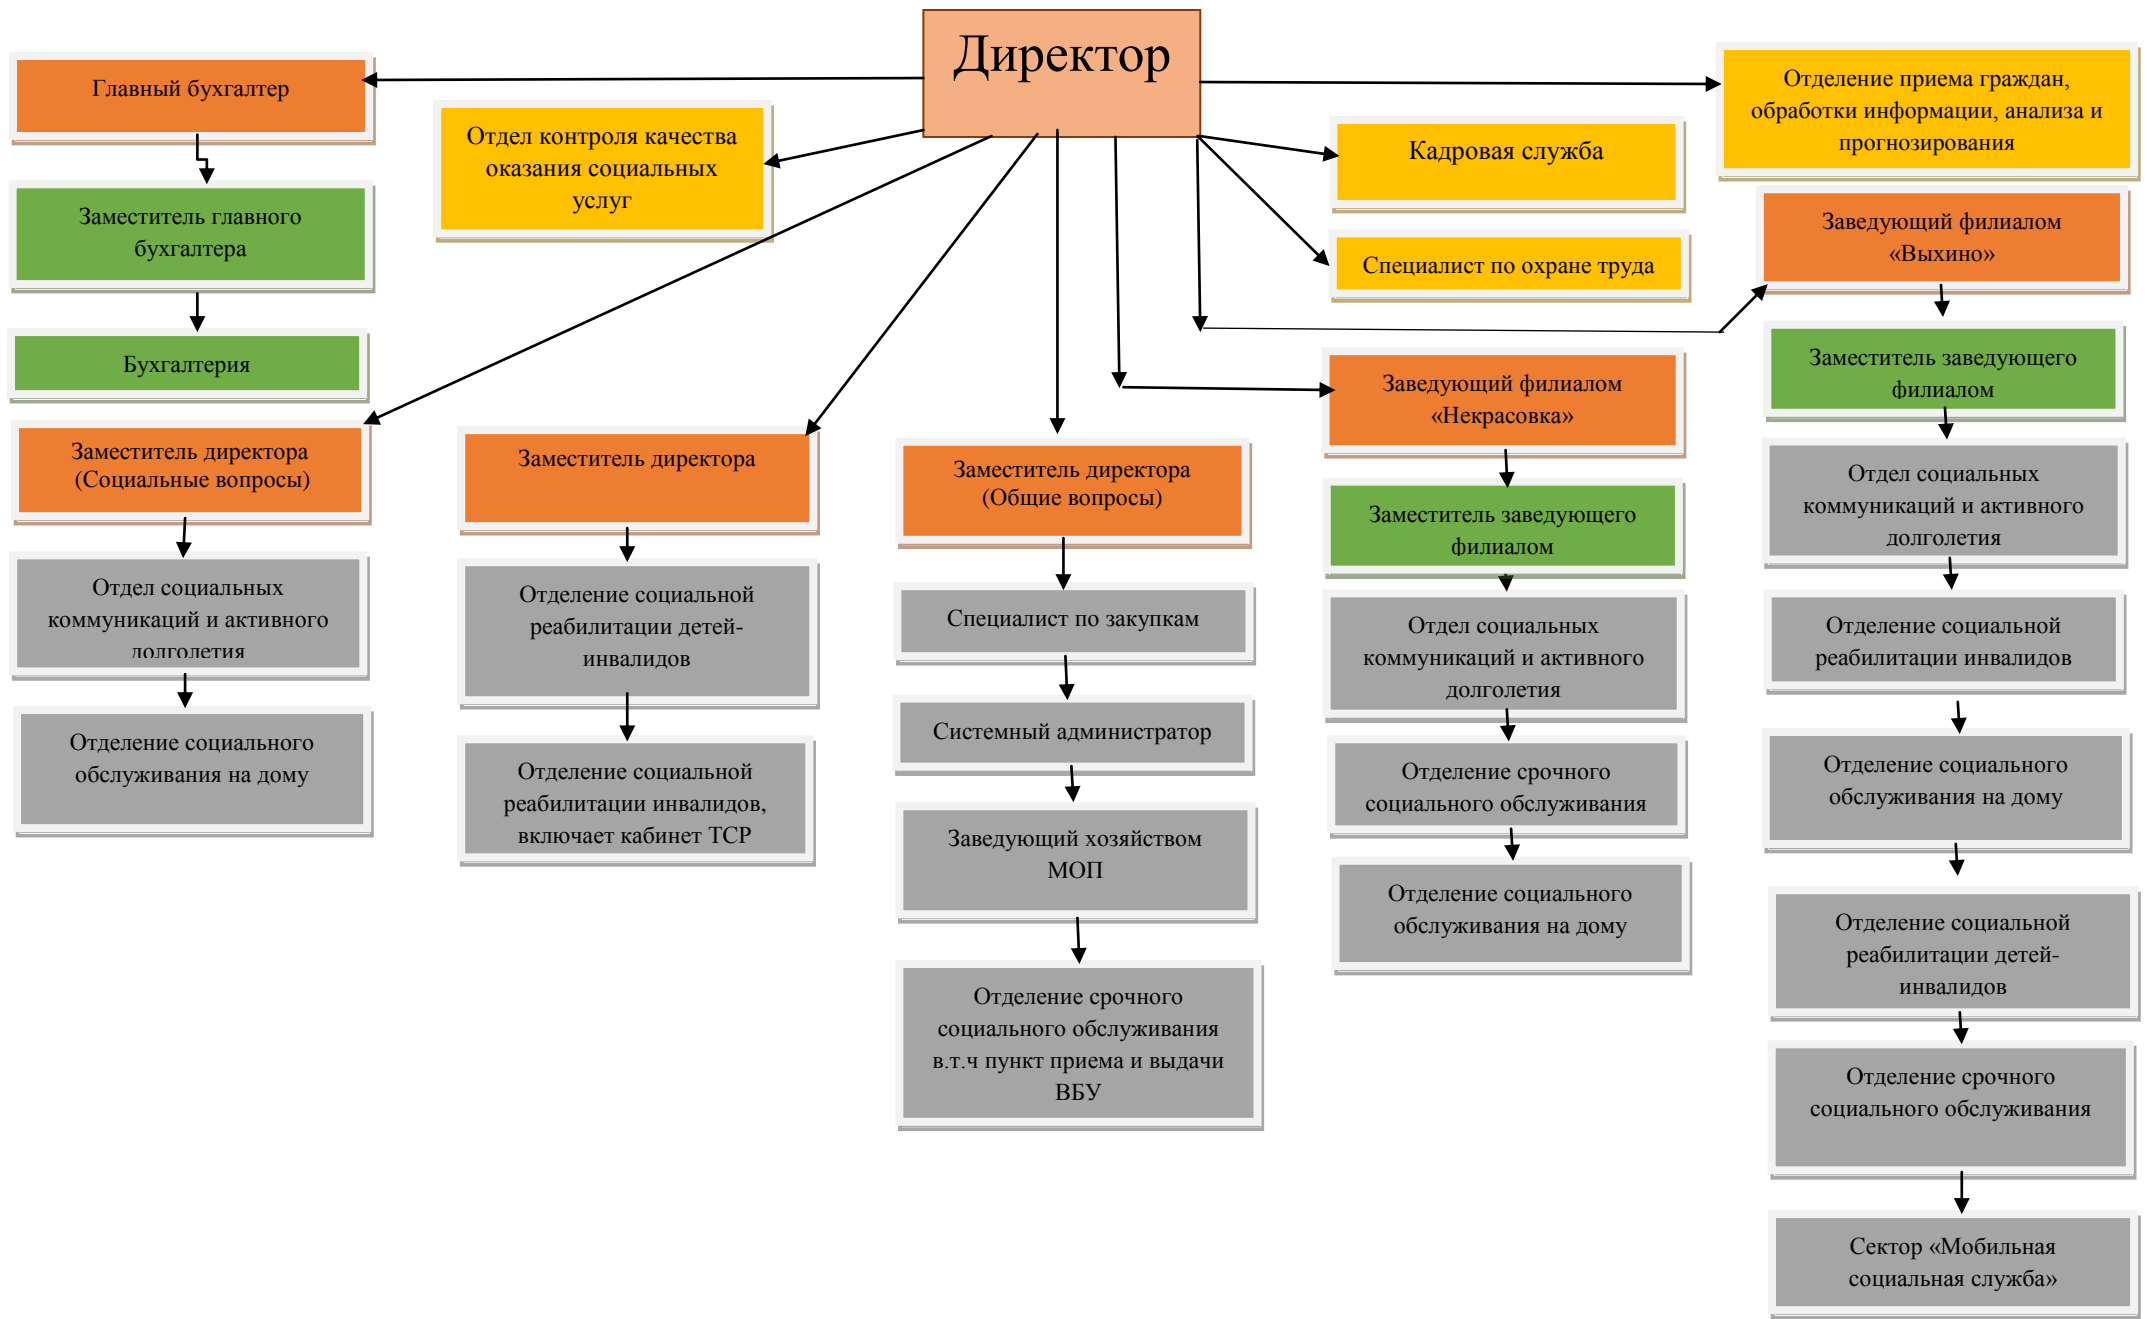 Директор
Главный бухгалтер
Заместитель главного
бухгалтера
Бухгалтерия
Отдел контроля качества
оказания социальных
услуг
Кадровая служба
Специалист по охране труда
Отделение приема граждан,
обработки информации, анализа и
прогнозирования
Заместитель директора
(Социальные вопросы)
Отдел социальных
коммуникаций и активного
долголетия
Отделение социального
обслуживания на дому
Заместитель директора
Отделение социальной
реабилитации детей-
инвалидов
Отделение социальной
реабилитации инвалидов,
включает кабинет ТСР
Заместитель директора
(Общие вопросы)
Специалист по закупкам
Системный администратор
Заведующий хозяйством
МОП
Отделение срочного
социального обслуживания
в.т.ч пункт приема и выдачи
ВБУ
Заведующий филиалом
«Некрасовка»
Заместитель заведующего
филиалом
Отдел социальных
коммуникаций и активного
долголетия
Отделение срочного
социального обслуживания
Отделение социального
обслуживания на дому
Заведующий филиалом
«Выхино»
Заместитель заведующего
филиалом
Отдел социальных
коммуникаций и активного
долголетия
Отделение социальной
реабилитации инвалидов
Отделение социального
обслуживания на дому
Отделение социальной
реабилитации детей-
инвалидов
Отделение срочного
социального обслуживания
Сектор «Мобильная
социальная служба»